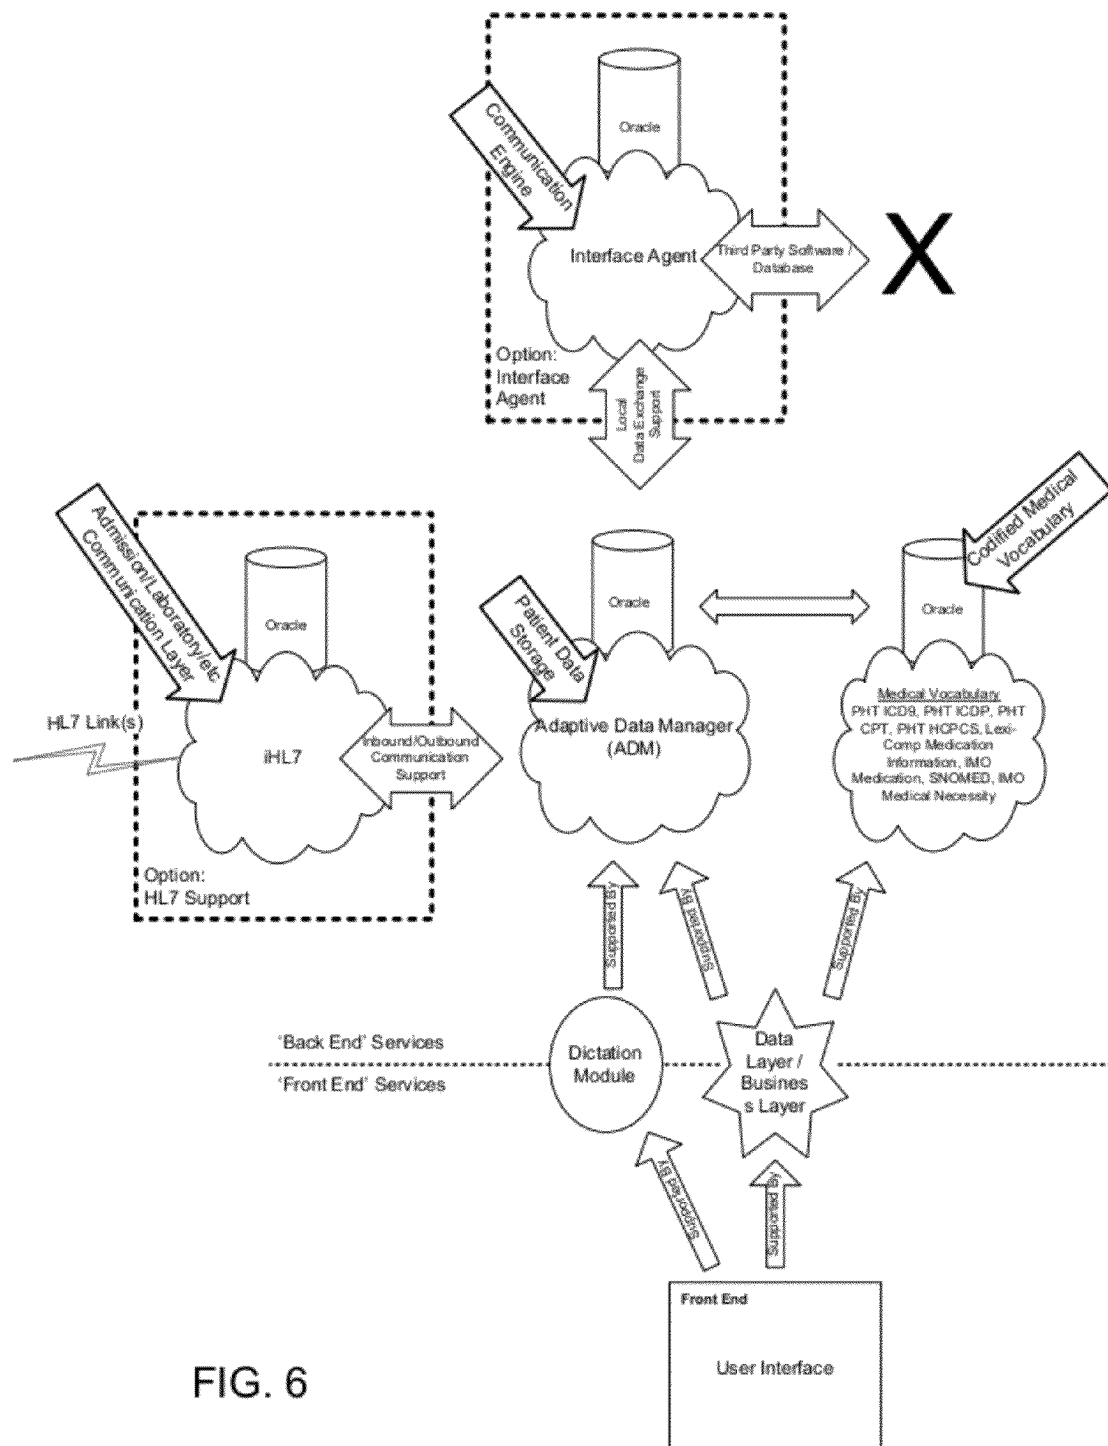 Oracle
Communication
Engine
Interface Agent
Third Party Software /
Database
X
Option:
Interface
Agent
Local
Data Exchange
Support
Admission/Laboratory/etc
Communication Layer
Oracle
HL7 Link(s)
iHL7
Inbound/Outbound
Communication
Support
Option:
HL7 Support
Oracle
Patient Data
Storage
Adaptive Data Manager
(ADM)
Codified Medical
Vocabulary
Oracle
Medical Vocabulary
PHT ICD9, PHT ICDP, PHT
CPT, PHT HCPCS, Lexi-
Comp Medication
Information, IMO
Medication, SNOMED, IMO
Medical Necessity
Supported By
Supported By
Supported By
'Back End' Services
'Front End' Services
Dictation
Module
Data
Layer /
Busines
s Layer
Supported By
Supported By
Front End
User Interface
FIG. 6